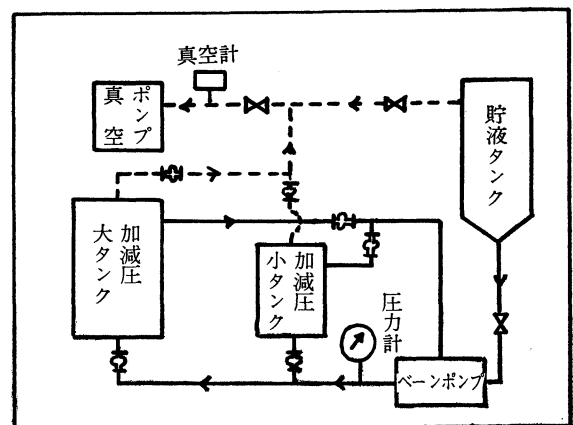 真空計
真空
ポンプ
貯液タンク
加減圧
大タンク
加減圧
小タンク
圧力計
ベーンポンプ